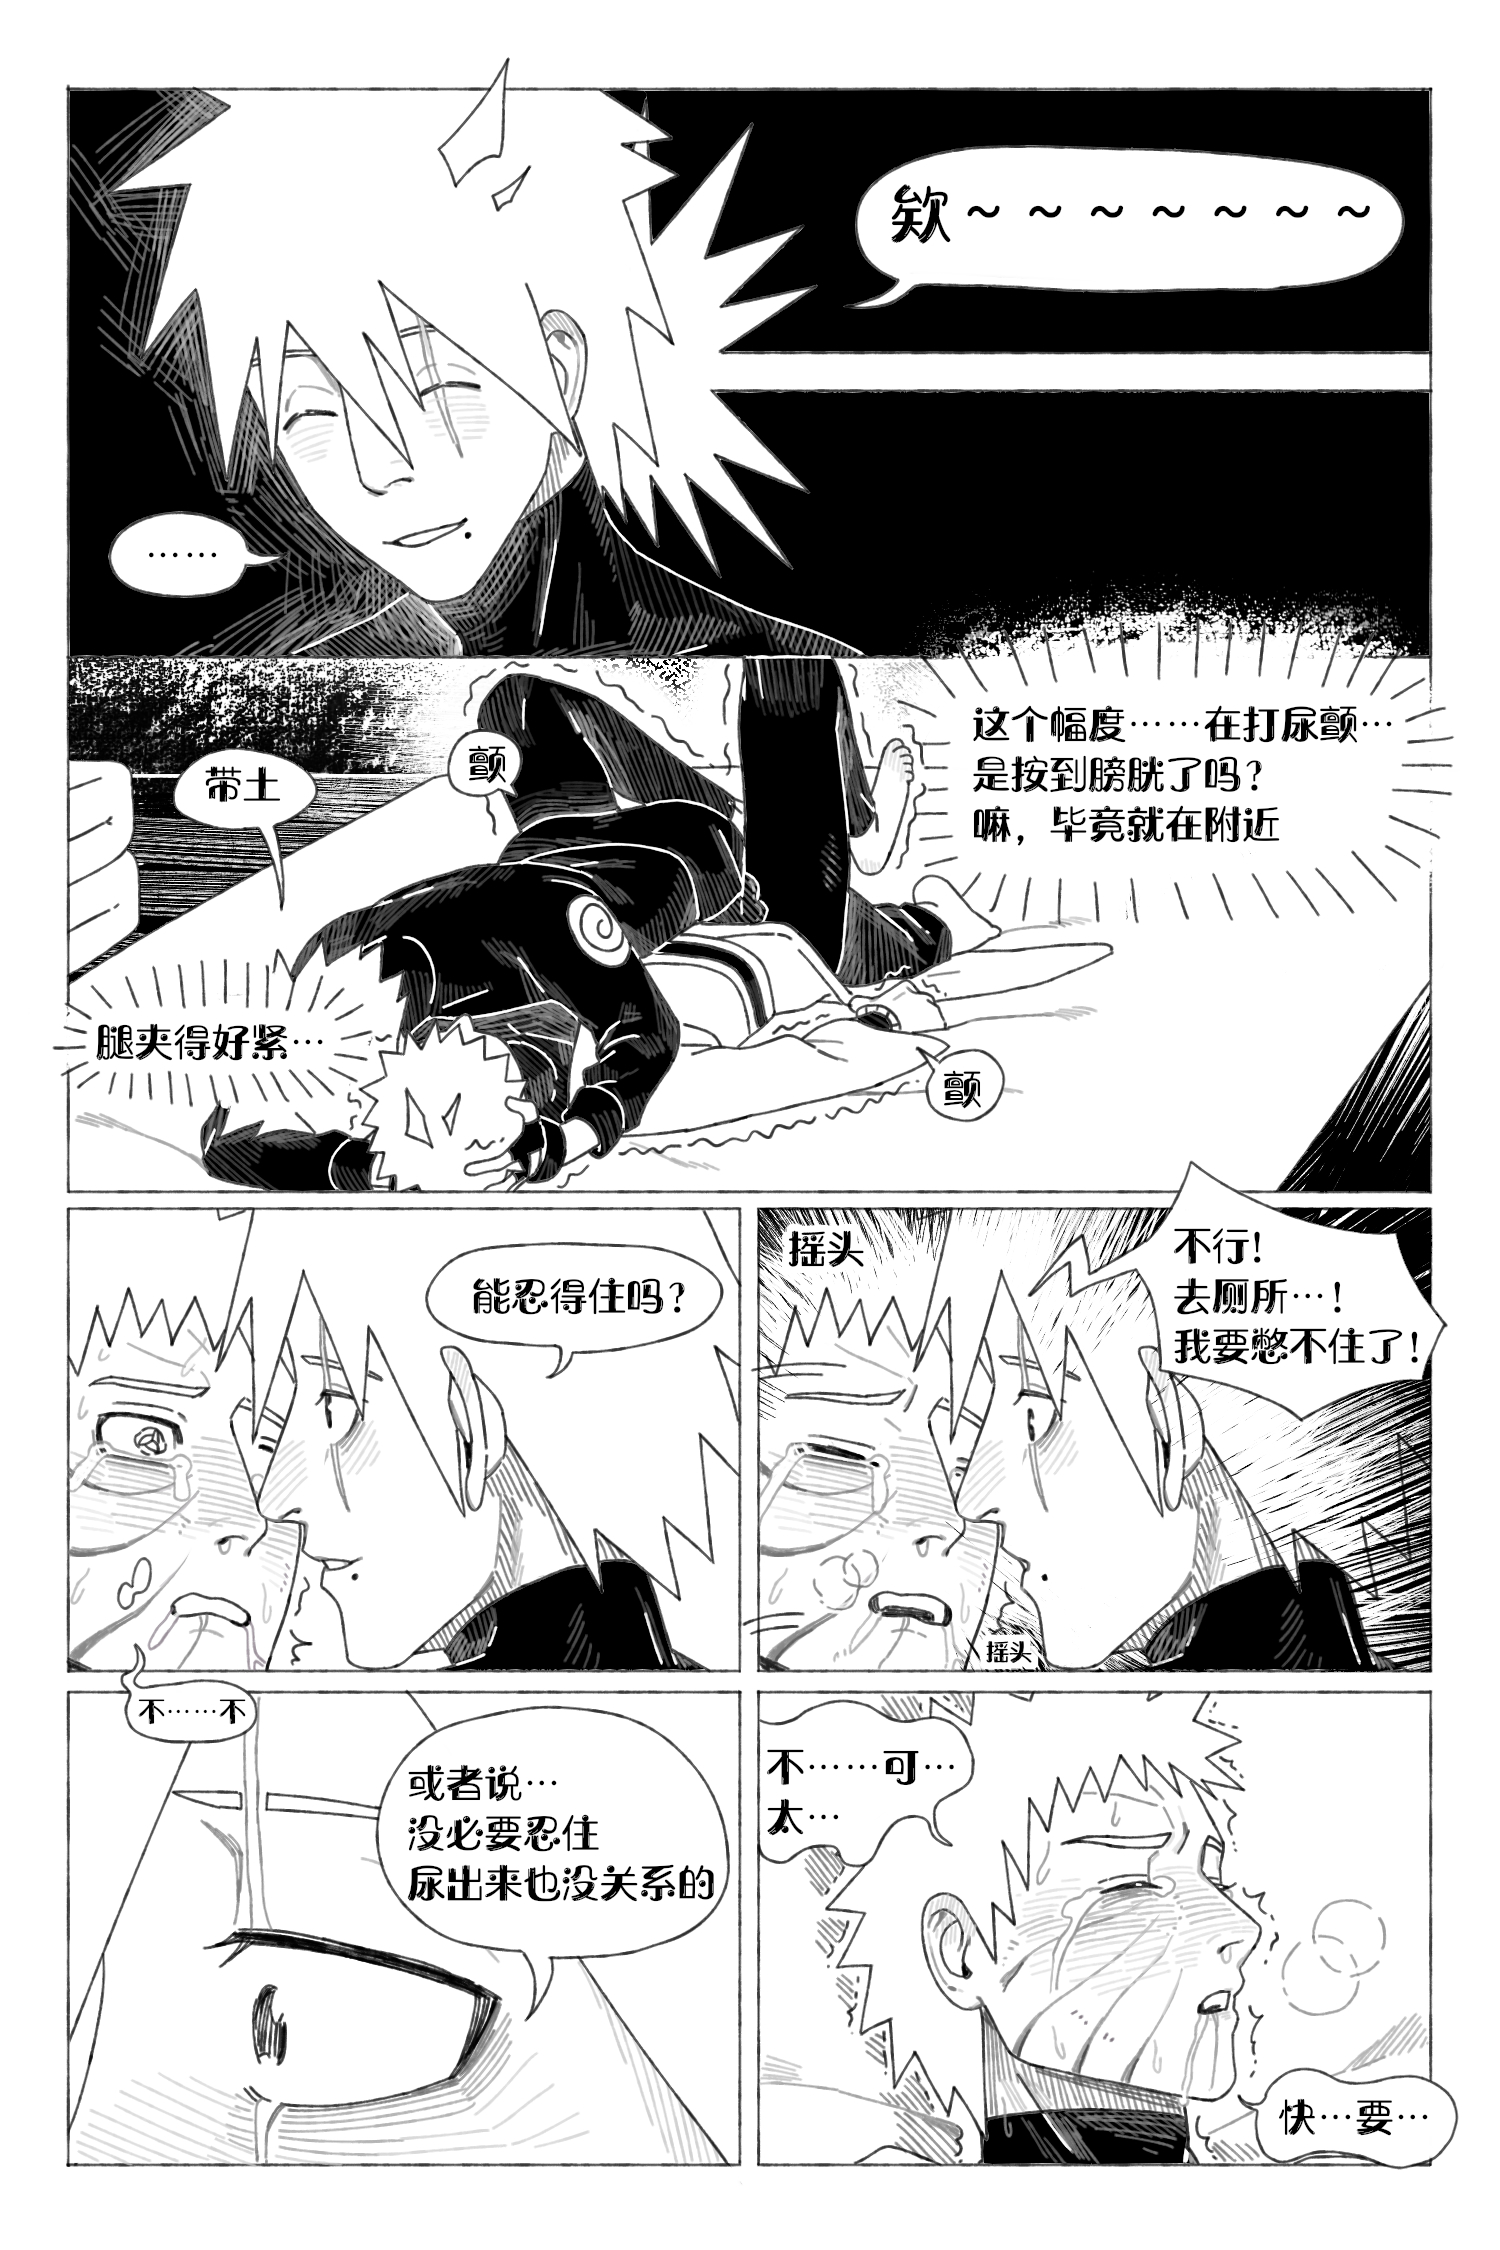 欸~~~~~~~
……
这个幅度……在打尿颤…
是按到膀胱了吗？
嘛，毕竟就在附近
颤
带土
腿夹得好紧…
颤
能忍得住吗？
摇头
不行！
去厕所…！
我要憋不住了！
摇头
不……不
或者说…
没必要忍住
尿出来也没关系的
不……可…
太…
快…要…